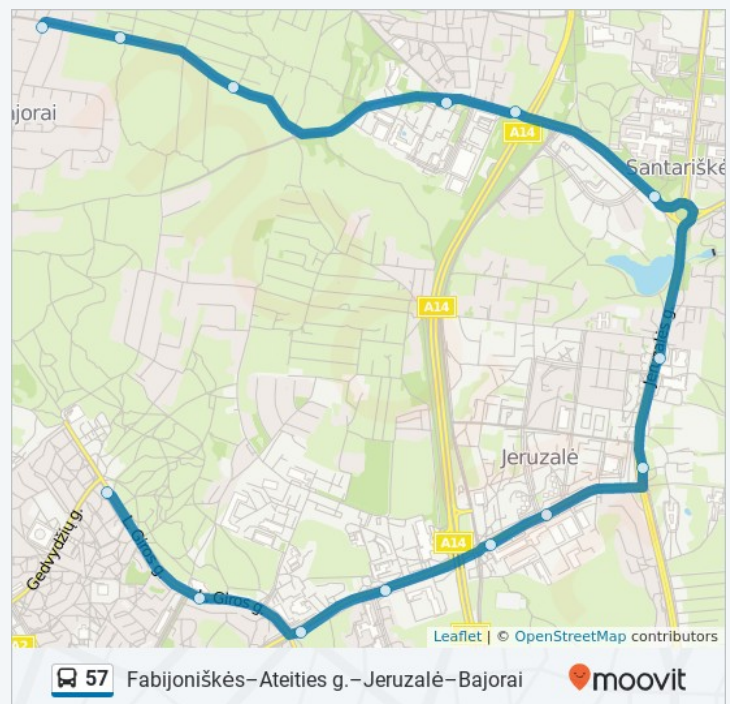 ajorai
A14
Santariškė
A14
Jeruzalės g.
Jeruzalė
Gedvydžių g.
L. Giros g.
A14
L. Giros g.
A2
Leaflet | © OpenStreetMap contributors
57 Fabijoniškės–Ateities g.–Jeruzalė–Bajorai
moovit